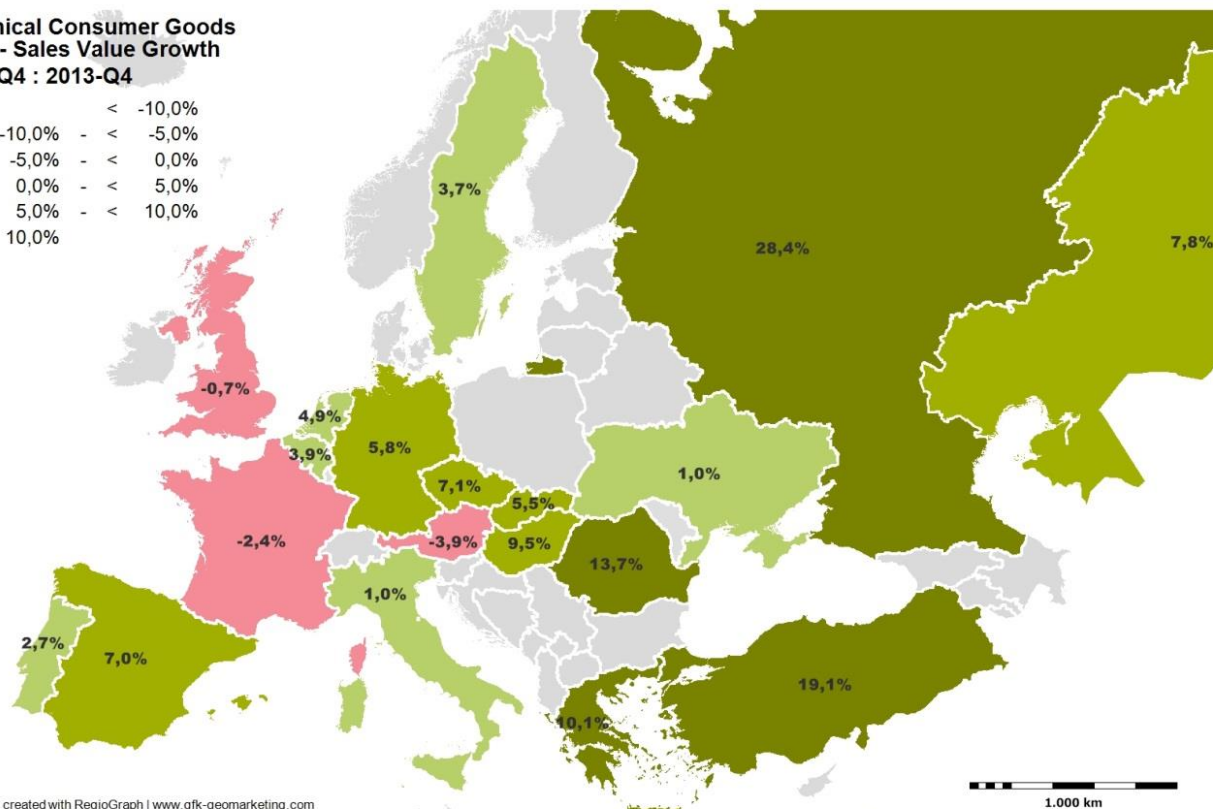 nical Consumer Goods
- Sales Value Growth
Q4 : 2013-Q4
< -10,0%
-10,0% - < -5,0%
-5,0% - < 0,0%
0,0% - < 5,0%
5,0% - < 10,0%
10,0%
3,7%
28,4%
7,8%
-0,7%
4,9%
3,9%
5,8%
7,1%
5,5%
1,0%
-2,4%
-3,9%
9,5%
13,7%
1,0%
2,7%
7,0%
19,1%
10,1%
created with RegioGraph | www.gfk-geomarketing.com
1.000 km